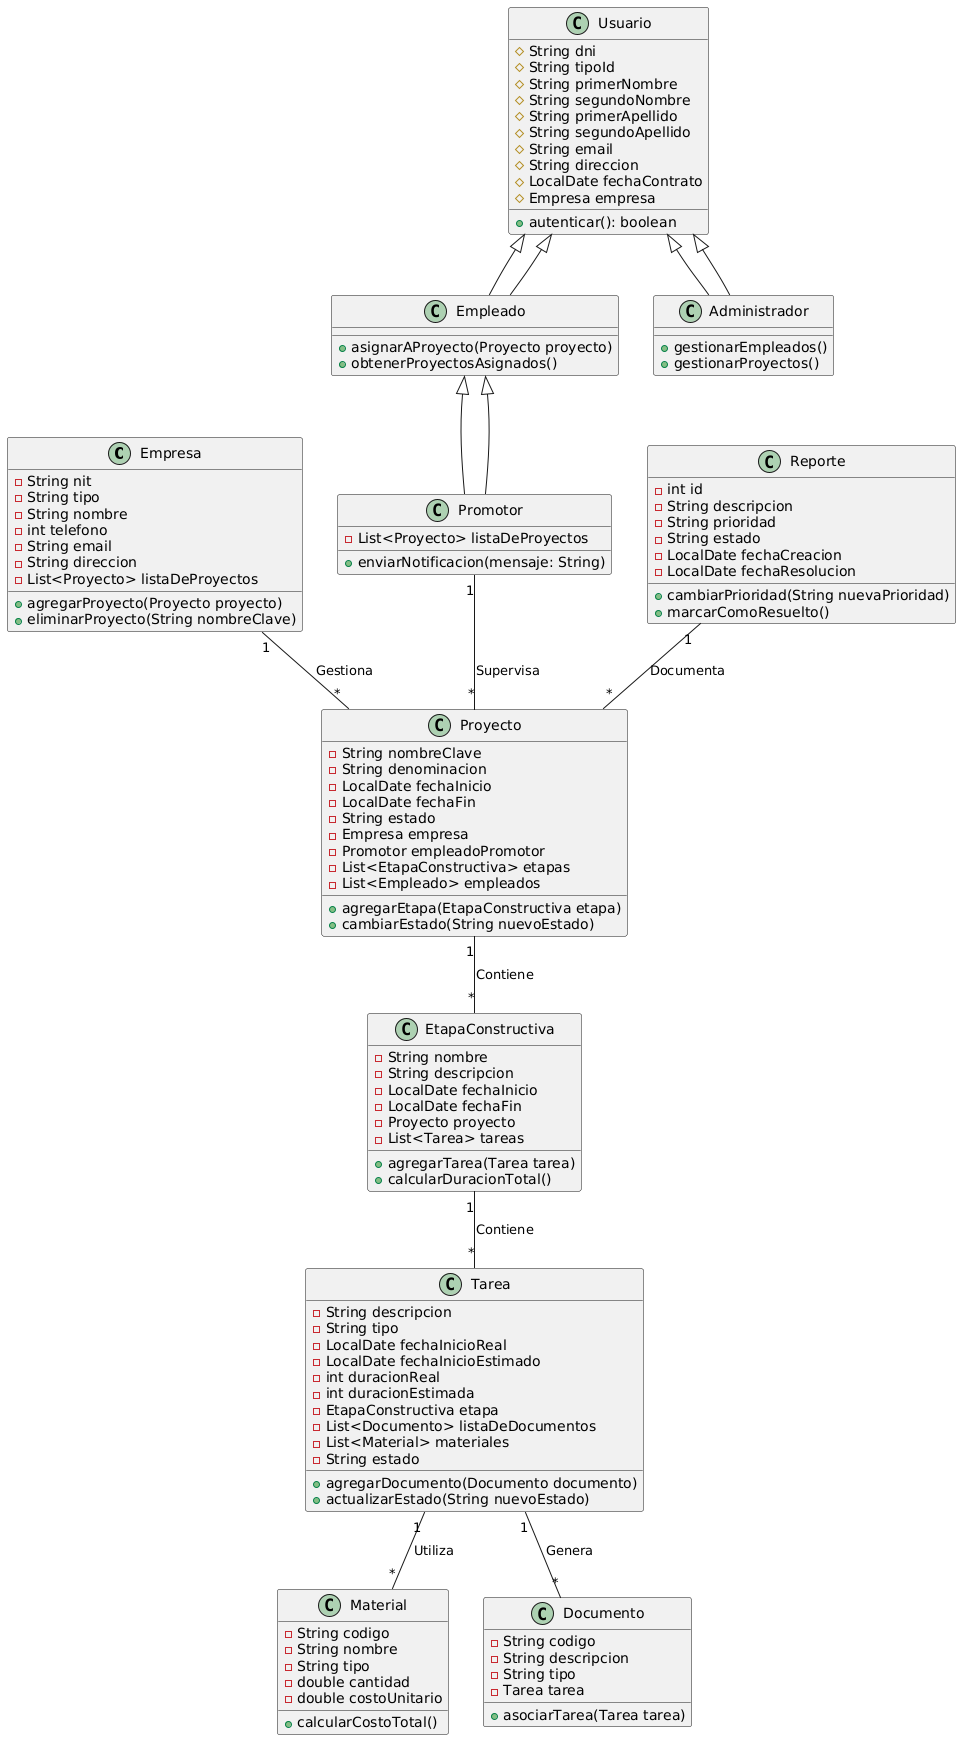 C Usuario
String dni
String tipoId
String primerNombre
String segundoNombre
String primerApellido
String segundoApellido
String email
String direccion
LocalDate fechaContrato
Empresa empresa
autenticar(): boolean
C Empleado
asignarAProyecto(Proyecto proyecto)
obtenerProyectosAsignados()
C Administrador
gestionarEmpleados()
gestionarProyectos()
C Empresa
String nit
String tipo
String nombre
int telefono
String email
String direccion
List<Proyecto> listaDeProyectos
agregarProyecto(Proyecto proyecto)
eliminarProyecto(String nombreClave)
C Promotor
List<Proyecto> listaDeProyectos
enviarNotificacion(mensaje: String)
C Reporte
int id
String descripcion
String prioridad
String estado
LocalDate fechaCreacion
LocalDate fechaResolucion
cambiarPrioridad(String nuevaPrioridad)
marcarComoResuelto()
1
Gestiona
*
1
Supervisa
*
1
Documenta
*
C Proyecto
String nombreClave
String denominacion
LocalDate fechaInicio
LocalDate fechaFin
String estado
Empresa empresa
Promotor empleadoPromotor
List<EtapaConstructiva> etapas
List<Empleado> empleados
agregarEtapa(EtapaConstructiva etapa)
cambiarEstado(String nuevoEstado)
1
Contiene
*
C EtapaConstructiva
String nombre
String descripcion
LocalDate fechaInicio
LocalDate fechaFin
Proyecto proyecto
List<Tarea> tareas
agregarTarea(Tarea tarea)
calcularDuracionTotal()
1
Contiene
*
C Tarea
String descripcion
String tipo
LocalDate fechaInicioReal
LocalDate fechaInicioEstimado
int duracionReal
int duracionEstimada
EtapaConstructiva etapa
List<Documento> listaDeDocumentos
List<Material> materiales
String estado
agregarDocumento(Documento documento)
actualizarEstado(String nuevoEstado)
1
Utiliza
*
1
Genera
*
C Material
String codigo
String nombre
String tipo
double cantidad
double costoUnitario
calcularCostoTotal()
C Documento
String codigo
String descripcion
String tipo
Tarea tarea
asociarTarea(Tarea tarea)